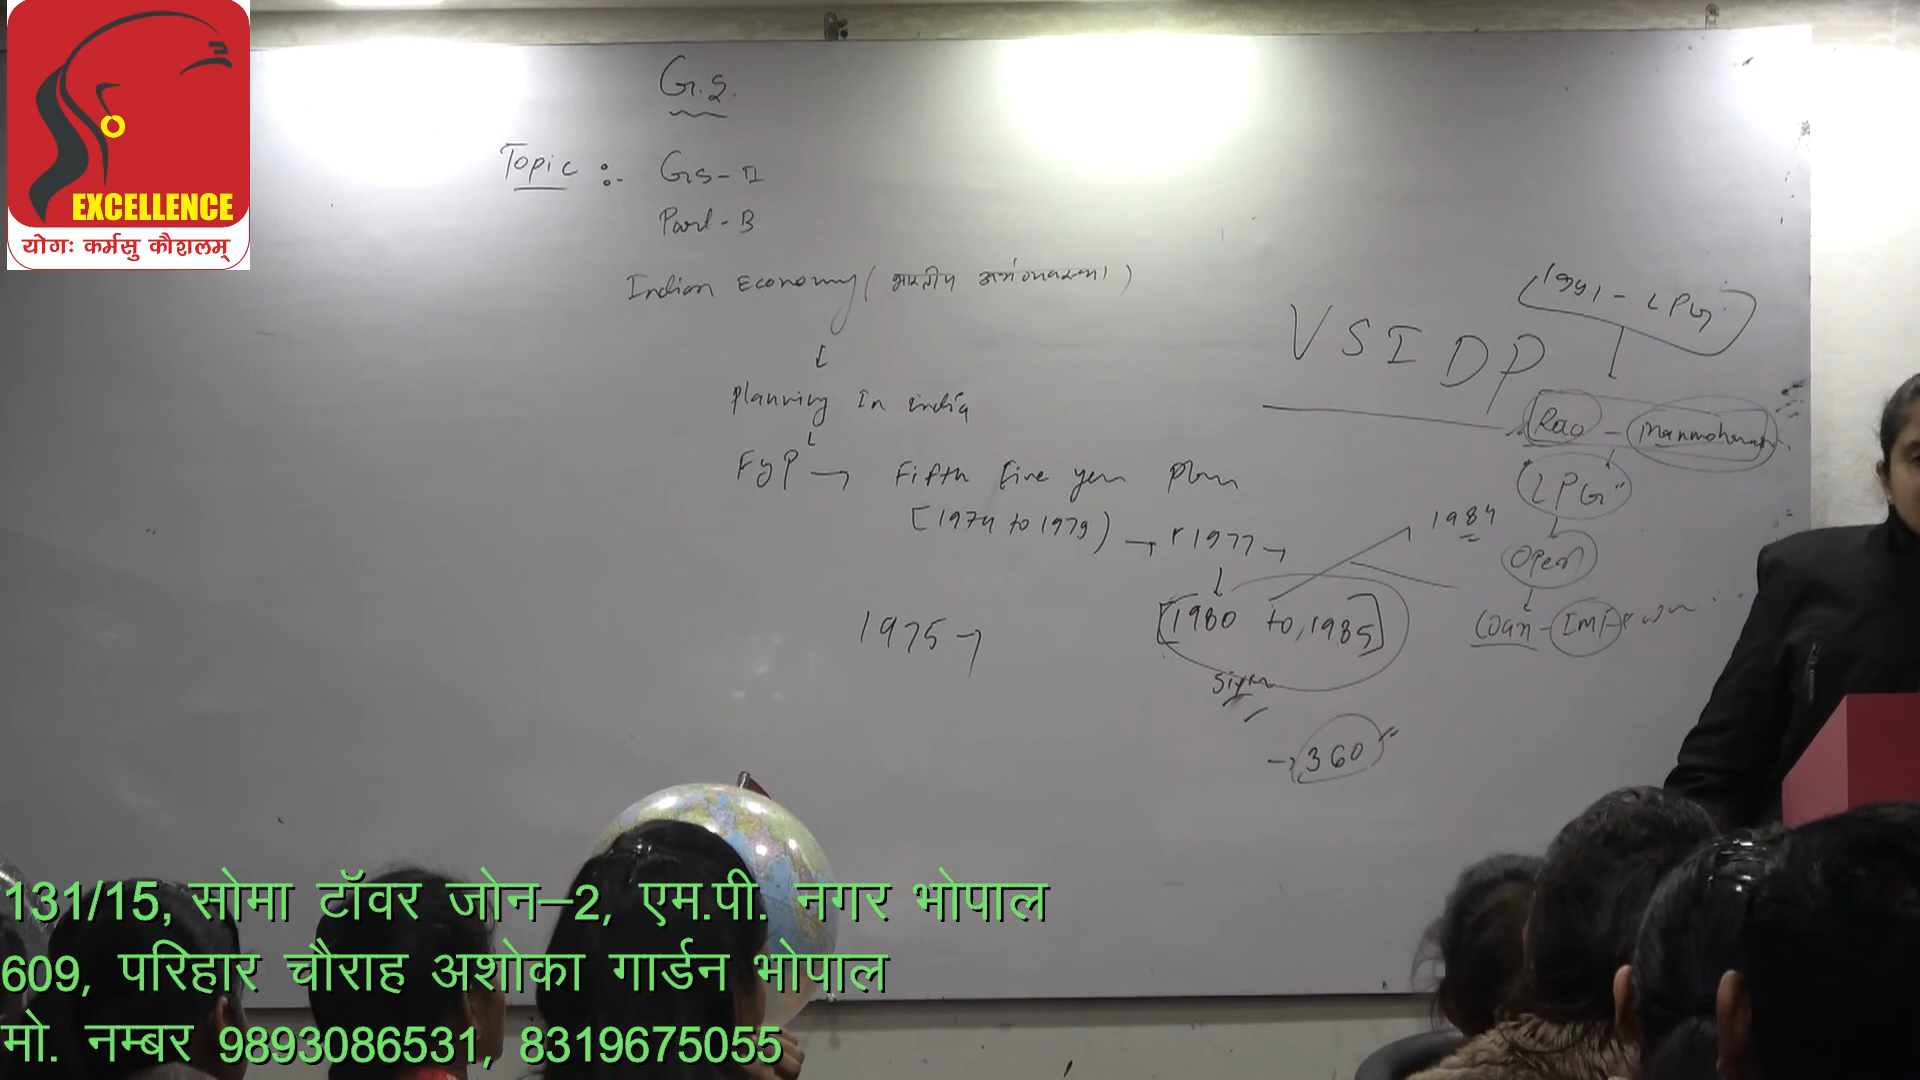 EXCELLENCE
योगः कर्मसु कौशलम्
G.S.
Topic :- GS-II
Part-B
Indian Economy (भारतीय अर्थव्यवस्था)
Planning In india
FyP → Fifth five year plan
[1974 to 1979) → 1977 →
1975 →
[1980 to, 1985]
→ 360
1984
VSIDP
1991 - LPG
Rao - manmohan
"LPG"
open
Loan - IMF
131/15, सोमा टॉवर जोन–2, एम.पी. नगर भोपाल
609, परिहार चौराह अशोका गार्डन भोपाल
मो. नम्बर 9893086531, 8319675055